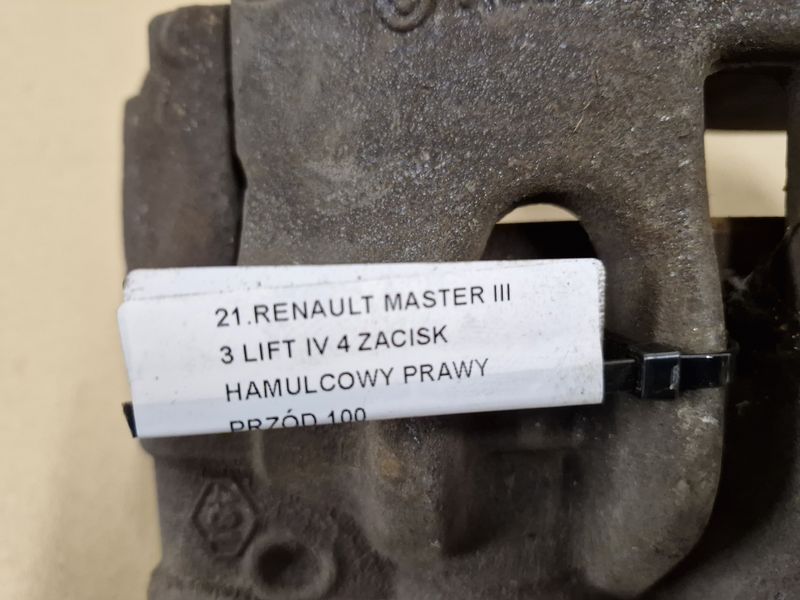 21.RENAULT MASTER III
3 LIFT IV 4 ZACISK
HAMULCOWY PRAWY
PRZÓD 100